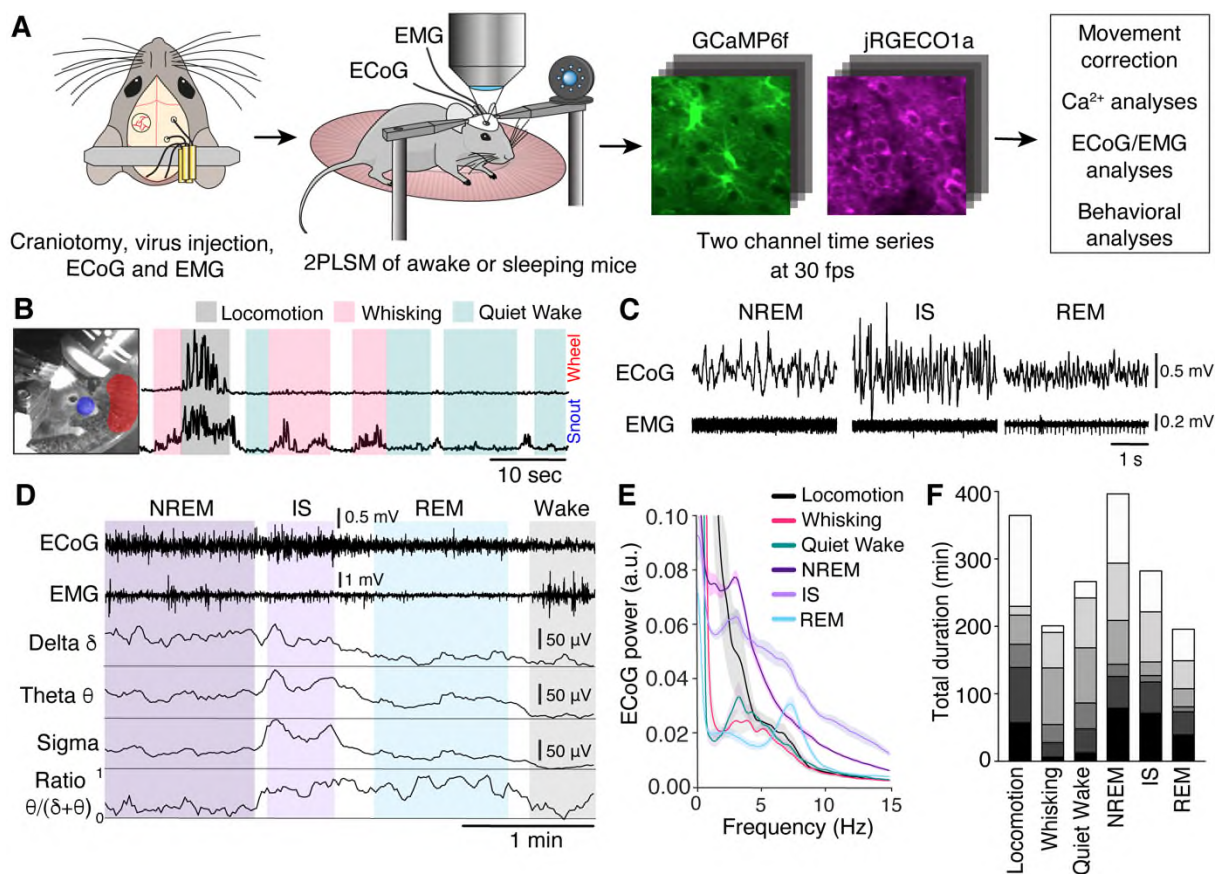 A
EMG
ECoG
GCaMP6f
jRGECO1a
Movement
correction
Ca²⁺ analyses
ECoG/EMG
analyses
Behavioral
analyses
Craniotomy, virus injection,
ECoG and EMG
2PLSM of awake or sleeping mice
Two channel time series
at 30 fps
B
Locomotion
Whisking
Quiet Wake
Wheel
Snout
10 sec
C
NREM
IS
REM
ECoG
0.5 mV
EMG
0.2 mV
1 s
D
NREM
IS
0.5 mV
REM
Wake
ECoG
EMG
1 mV
Delta δ
50 µV
Theta θ
Sigma
50 µV
Ratio
θ/(δ+θ)
1
0
1 min
E
Locomotion
Whisking
Quiet Wake
NREM
IS
REM
ECoG power (a.u.)
0.10
0.08
0.06
0.04
0.02
0.00
0
5
10
15
Frequency (Hz)
F
Total duration (min)
400
300
200
100
0
Locomotion
Whisking
Quiet Wake
NREM
IS
REM